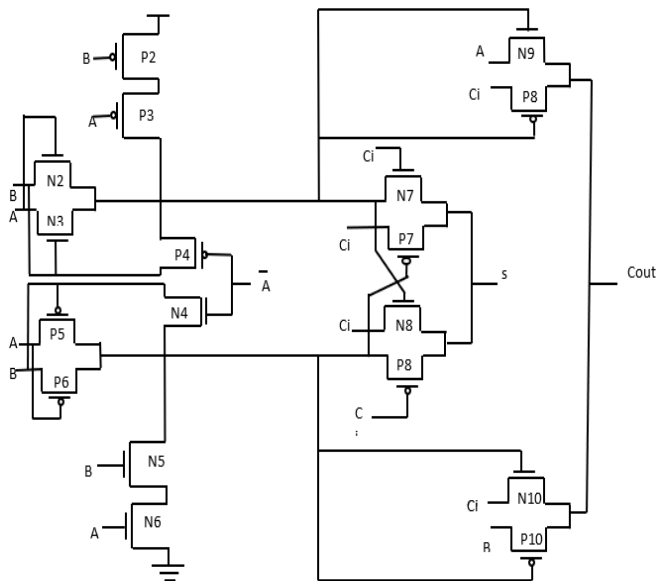 B P2
A P3
A N9
Ci P8
N2
B
A N3
Ci
N7
Ci P7
P4
A
s
Cout
N4
A P5
B P6
Ci N8
P8
C
B N5
A N6
Ci N10
P10